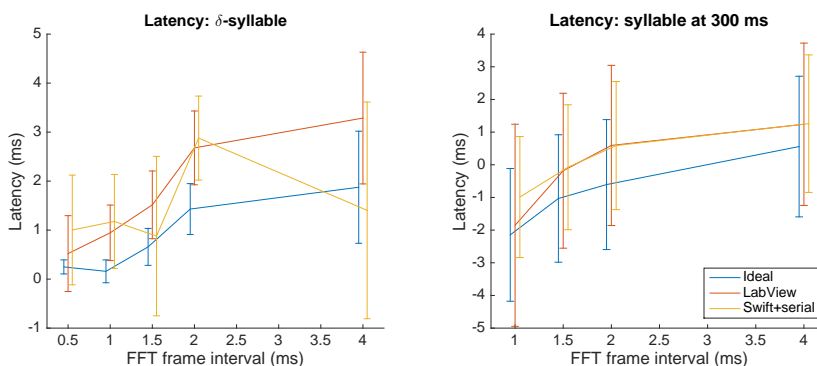 Latency: δ-syllable
5
4
3
2
1
0
-1
Latency (ms)
0.5 1 1.5 2 2.5 3 3.5 4
FFT frame interval (ms)
Latency: syllable at 300 ms
4
3
2
1
0
-1
-2
-3
-4
-5
Latency (ms)
1 1.5 2 2.5 3 3.5 4
FFT frame interval (ms)
Ideal
LabView
Swift+serial